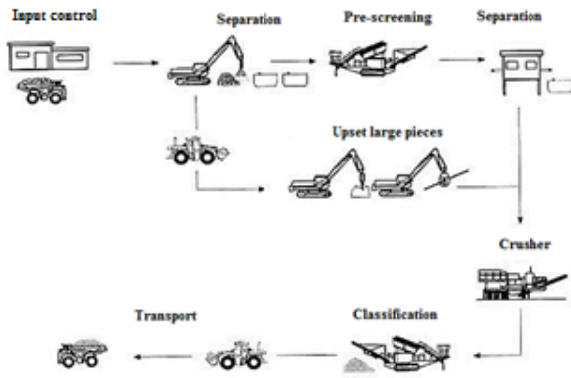 Input control
Separation
Pre-screening
Separation
Upset large pieces
Crusher
Transport
Classification